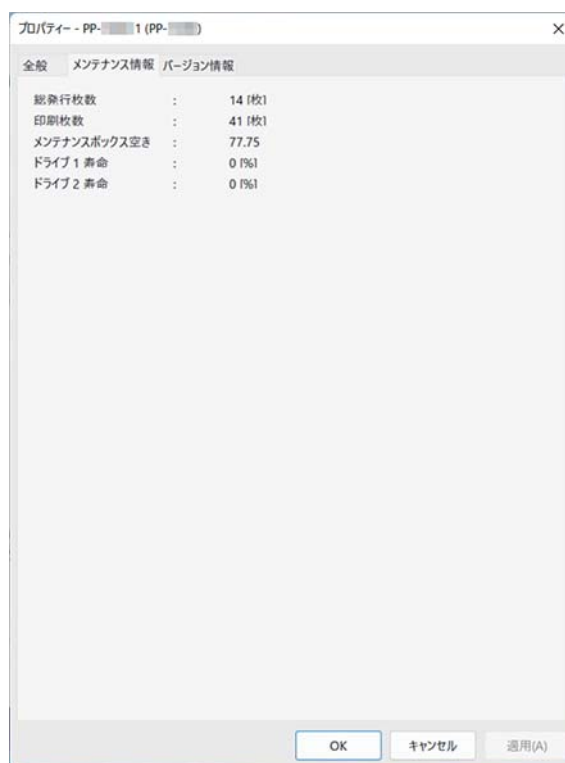 プロパティー - PP- 1 (PP- )
全般 メンテナンス情報 バージョン情報
総発行枚数 : 14 [枚]
印刷枚数 : 41 [枚]
メンテナンスボックス空き : 77.75
ドライブ 1 寿命 : 0 [%]
ドライブ 2 寿命 : 0 [%]
OK キャンセル 適用(A)